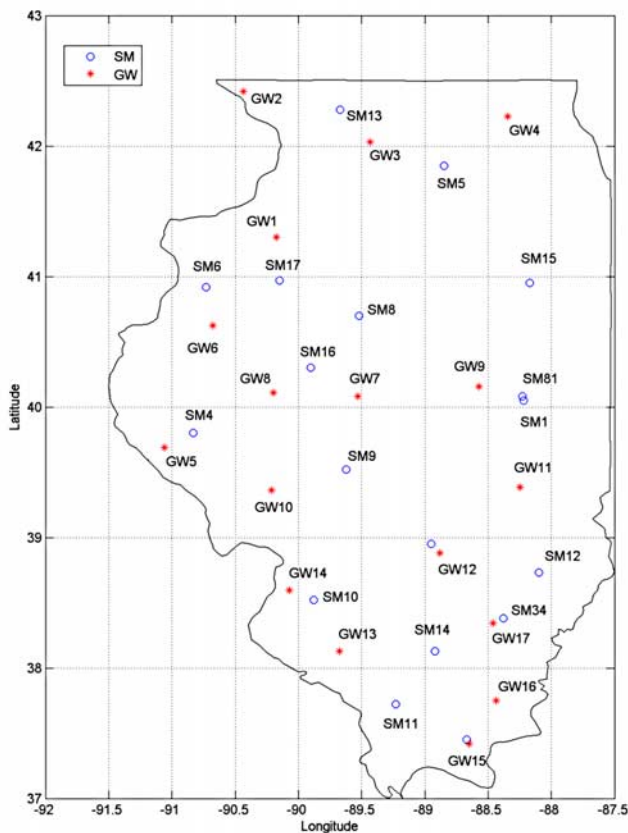 43
SM
GW
GW2
SM13
GW4
42
GW3
SM5
GW1
SM6
SM17
SM15
41
SM8
GW6
SM16
GW8
GW7
GW9
SM81
40
SM4
SM1
Latitude
SM9
GW5
GW11
GW10
39
GW12
SM12
GW14
SM10
SM34
GW13
SM14
GW17
38
GW16
SM11
GW15
37
-92 -91 -90.5 -90 -89.5 -89 -88.5 -88 -87.5
Longitude